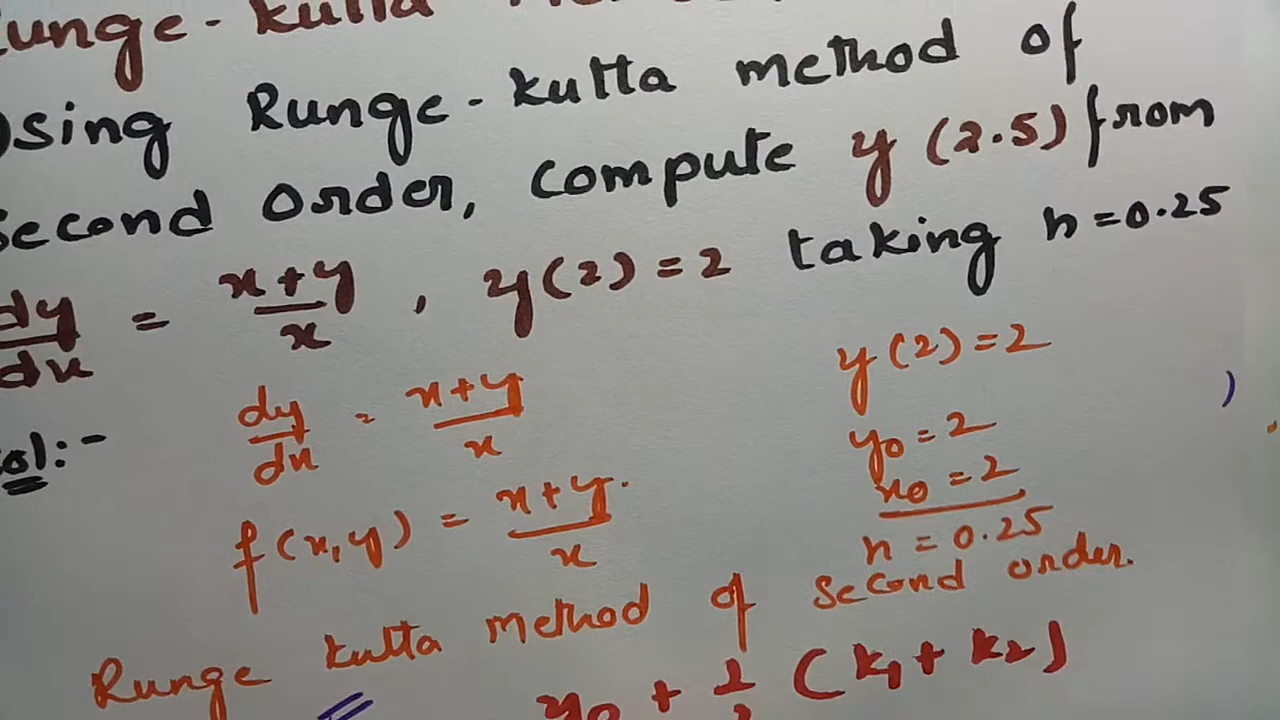 unge-kutta
sing Runge-kutta method of
second order, compute y (2.5) from
dy/dx = x+y/x , y(2)=2 taking h=0.25
Sol:- dy/dx = x+y/x y(2)=2
y0=2
x0=2
f(x,y) = x+y/x h=0.25
Runge kutta method of second order.
y0 + 1/2 (k1+k2)